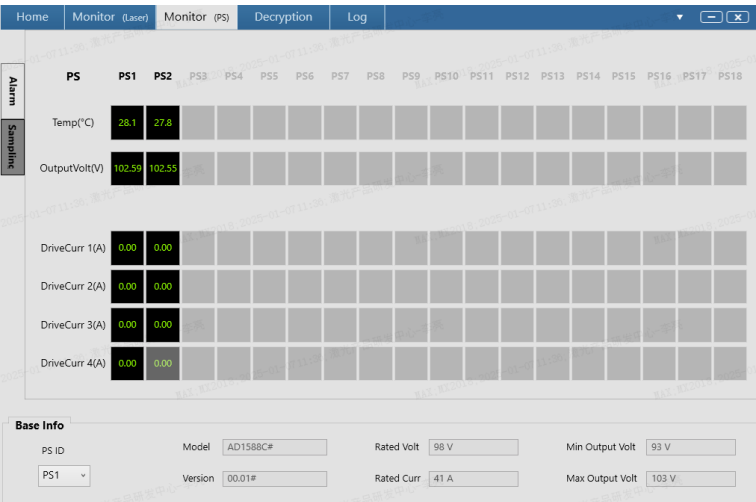 Home Monitor (Laser) Monitor (PS) Decryption Log
Alarm
Sampling
PS PS1 PS2 PS3 PS4 PS5 PS6 PS7 PS8 PS9 PS10 PS11 PS12 PS13 PS14 PS15 PS16 PS17 PS18
Temp(°C) 28.1 27.8
OutputVolt(V) 102.59 102.55
DriveCurr 1(A) 0.00 0.00
DriveCurr 2(A) 0.00 0.00
DriveCurr 3(A) 0.00 0.00
DriveCurr 4(A) 0.00 0.00
Base Info
PS ID
PS1
Model AD1588C# Rated Volt 98 V Min Output Volt 93 V
Version 00.01# Rated Curr 41 A Max Output Volt 103 V